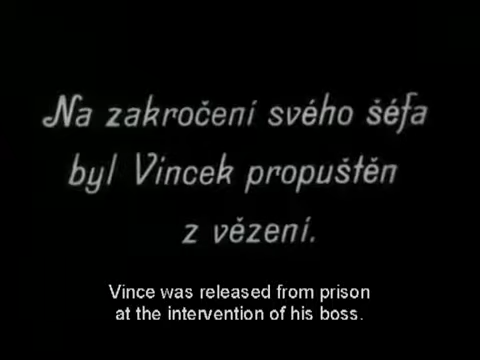 Na zakročení svého šéfa
byl Vincek propuštěn
z vězení.
Vince was released from prison
at the intervention of his boss.